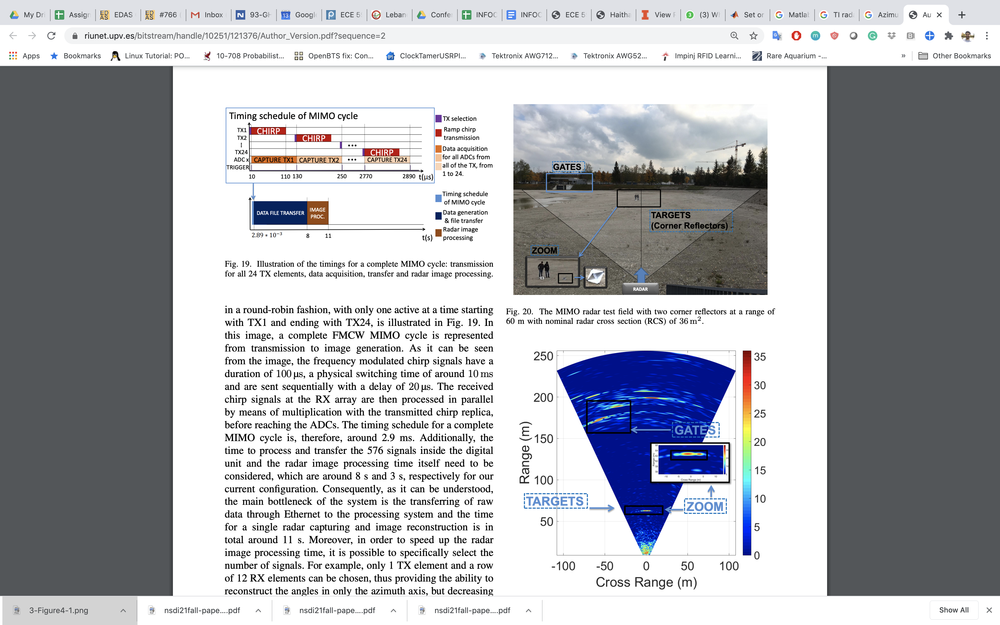 My Dri
Assign
EDAS
#766
Inbox
93-GH
Google
ECE 5
Leban
Confe
INFOC
INFOC
ECE 5
Haitha
View F
(3) W
Set or
Matla
TI rad
Azimu
Au
riunet.upv.es/bitstream/handle/10251/121376/Author_Version.pdf?sequence=2
Apps
Bookmarks
Linux Tutorial: PO...
10-708 Probabilist...
OpenBTS fix: Con...
ClockTamerUSRPI...
Tektronix AWG712...
Tektronix AWG52...
Impinj RFID Learni...
Rare Aquarium -...
»
Other Bookmarks
Timing schedule of MIMO cycle
TX1 CHIRP
TX2 CHIRP
⋮ •••
TX24 CHIRP
ADC x CAPTURE TX1 CAPTURE TX2 ••• CAPTURE TX24
TRIGGER
10 110 130 250 2770 2890 t(μs)
TX selection
Ramp chirp
transmission
Data acquisition
for all ADCs from
all of the TX, from
1 to 24.
DATA FILE TRANSFER
IMAGE
PROC.
2.89 * 10⁻³ 8 11 t(s)
Timing schedule
of MIMO cycle
Data generation
& file transfer
Radar image
processing
Fig. 19. Illustration of the timings for a complete MIMO cycle: transmission
for all 24 TX elements, data acquisition, transfer and radar image processing.
in a round-robin fashion, with only one active at a time starting
with TX1 and ending with TX24, is illustrated in Fig. 19. In
this image, a complete FMCW MIMO cycle is represented
from transmission to image generation. As it can be seen
from the image, the frequency modulated chirp signals have a
duration of 100 μs, a physical switching time of around 10 ms
and are sent sequentially with a delay of 20 μs. The received
chirp signals at the RX array are then processed in parallel
by means of multiplication with the transmitted chirp replica,
before reaching the ADCs. The timing schedule for a complete
MIMO cycle is, therefore, around 2.9 ms. Additionally, the
time to process and transfer the 576 signals inside the digital
unit and the radar image processing time itself need to be
considered, which are around 8 s and 3 s, respectively for our
current configuration. Consequently, as it can be understood,
the main bottleneck of the system is the transferring of raw
data through Ethernet to the processing system and the time
for a single radar capturing and image reconstruction is in
total around 11 s. Moreover, in order to speed up the radar
image processing time, it is possible to specifically select the
number of signals. For example, only 1 TX element and a row
of 12 RX elements can be chosen, thus providing the ability to
reconstruct the angles in only the azimuth axis, but decreasing
GATES
TARGETS
(Corner Reflectors)
ZOOM
RADAR
Fig. 20. The MIMO radar test field with two corner reflectors at a range of
60 m with nominal radar cross section (RCS) of 36 m².
250
200
150
100
50
Range (m)
-100 -50 0 50 100
Cross Range (m)
35
30
25
20
15
10
5
0
GATES
TARGETS
ZOOM
Range (m)
-10 -5 0 5 10
Cross Range (m)
3-Figure4-1.png
nsdi21fall-pape....pdf
nsdi21fall-pape....pdf
nsdi21fall-pape....pdf
Show All